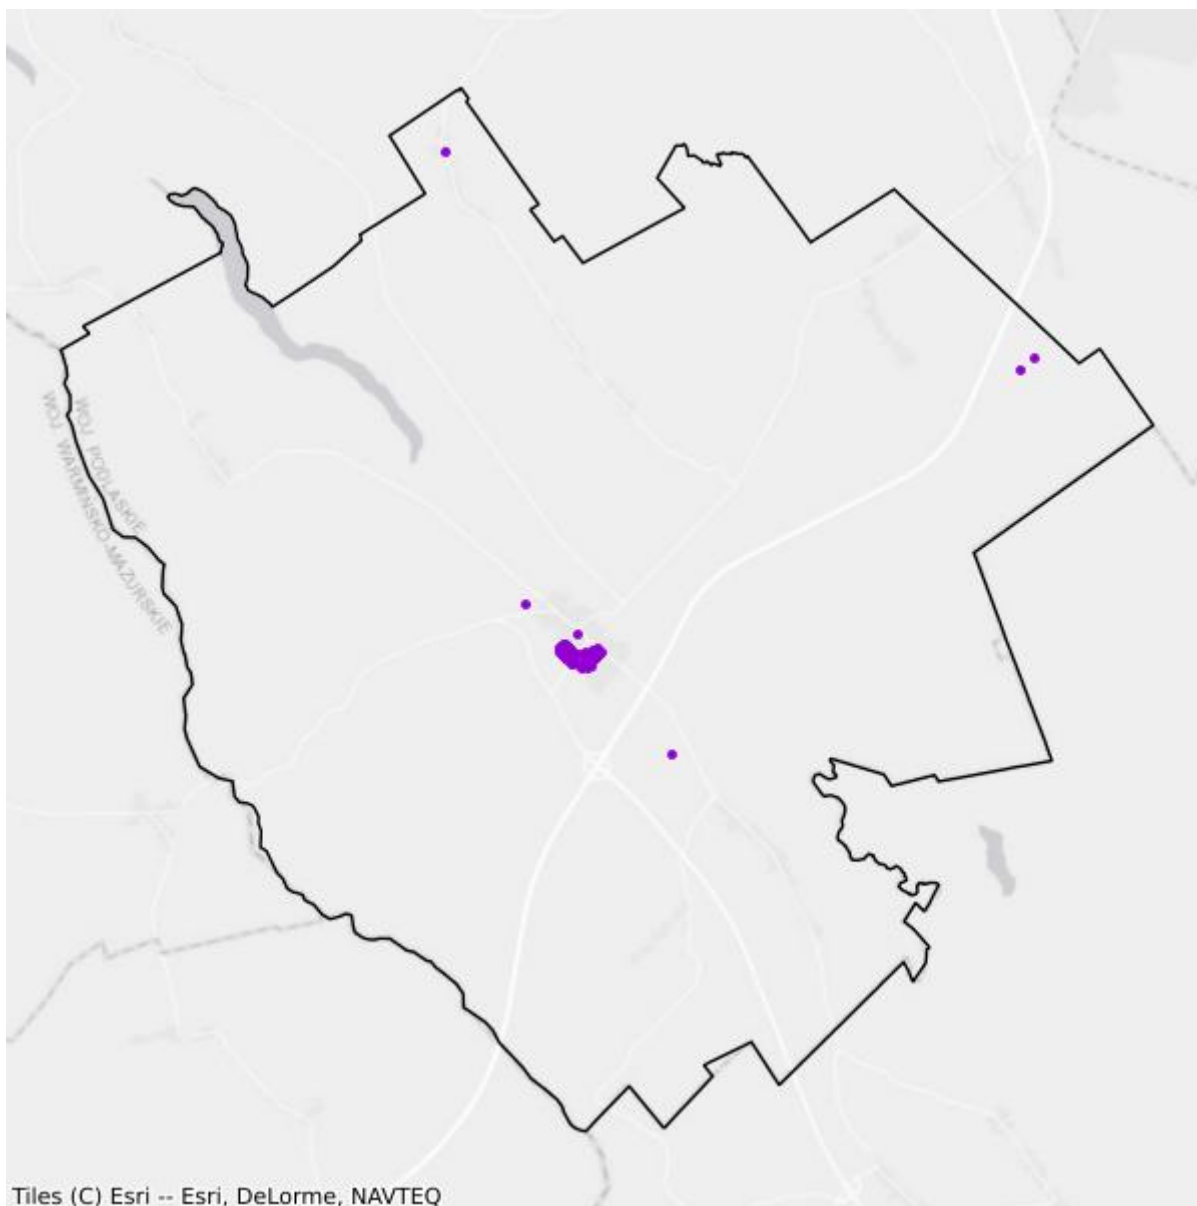 WOJ. PODLASKIE
WOJ. WARMIŃSKO-MAZURSKIE
Tiles (C) Esri -- Esri, DeLorme, NAVTEQ